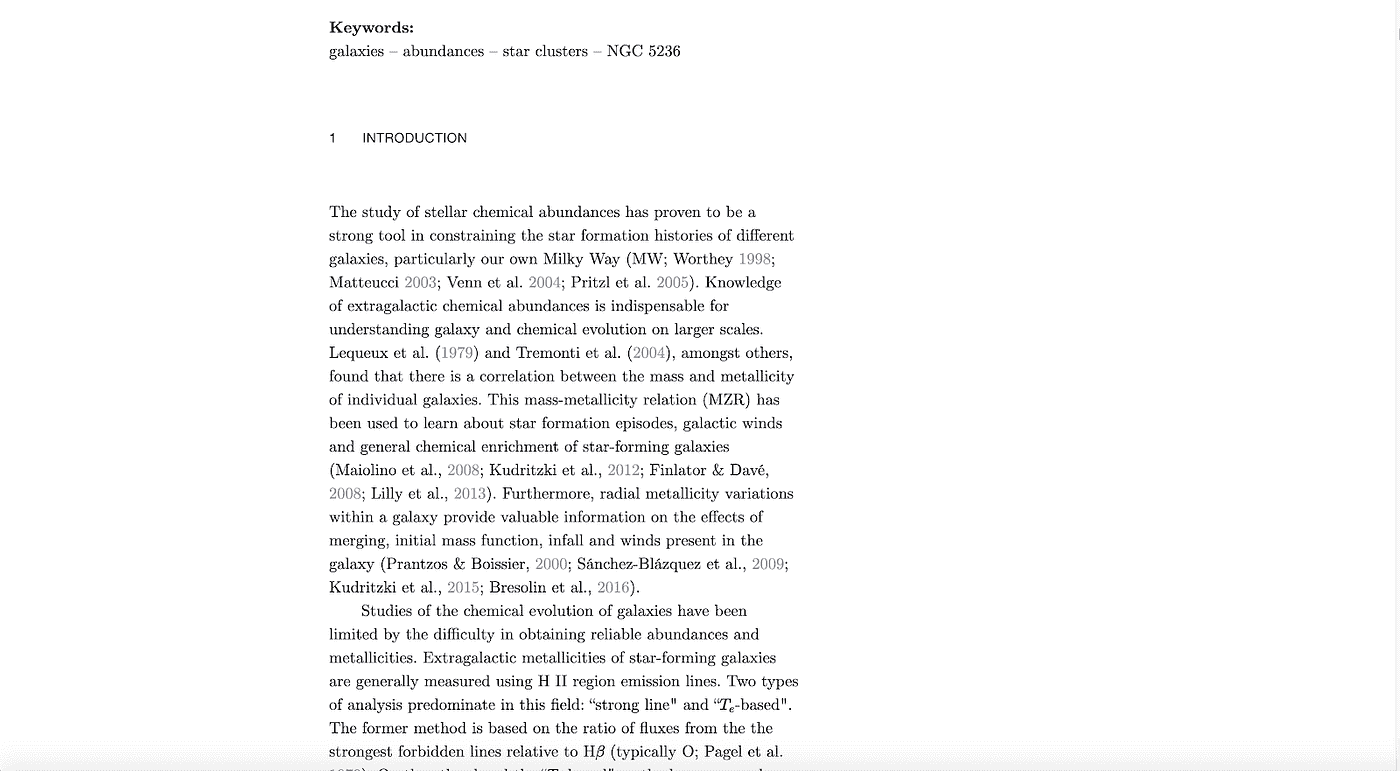 Keywords:
galaxies – abundances – star clusters – NGC 5236
1 INTRODUCTION
The study of stellar chemical abundances has proven to be a
strong tool in constraining the star formation histories of different
galaxies, particularly our own Milky Way (MW; Worthey 1998;
Matteucci 2003; Venn et al. 2004; Pritzl et al. 2005). Knowledge
of extragalactic chemical abundances is indispensable for
understanding galaxy and chemical evolution on larger scales.
Lequeux et al. (1979) and Tremonti et al. (2004), amongst others,
found that there is a correlation between the mass and metallicity
of individual galaxies. This mass-metallicity relation (MZR) has
been used to learn about star formation episodes, galactic winds
and general chemical enrichment of star-forming galaxies
(Maiolino et al., 2008; Kudritzki et al., 2012; Finlator & Davé,
2008; Lilly et al., 2013). Furthermore, radial metallicity variations
within a galaxy provide valuable information on the effects of
merging, initial mass function, infall and winds present in the
galaxy (Prantzos & Boissier, 2000; Sánchez-Blázquez et al., 2009;
Kudritzki et al., 2015; Bresolin et al., 2016).
Studies of the chemical evolution of galaxies have been
limited by the difficulty in obtaining reliable abundances and
metallicities. Extragalactic metallicities of star-forming galaxies
are generally measured using H II region emission lines. Two types
of analysis predominate in this field: “strong line" and “Te-based".
The former method is based on the ratio of fluxes from the the
strongest forbidden lines relative to Hβ (typically O; Pagel et al.